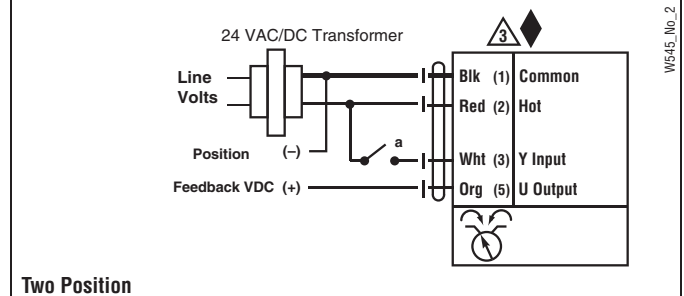 24 VAC/DC Transformer
3
W545_No_2
Line
Volts
Blk (1) Common
Red (2) Hot
Position (–)
a
Wht (3) Y Input
Feedback VDC (+)
Org (5) U Output
Two Position